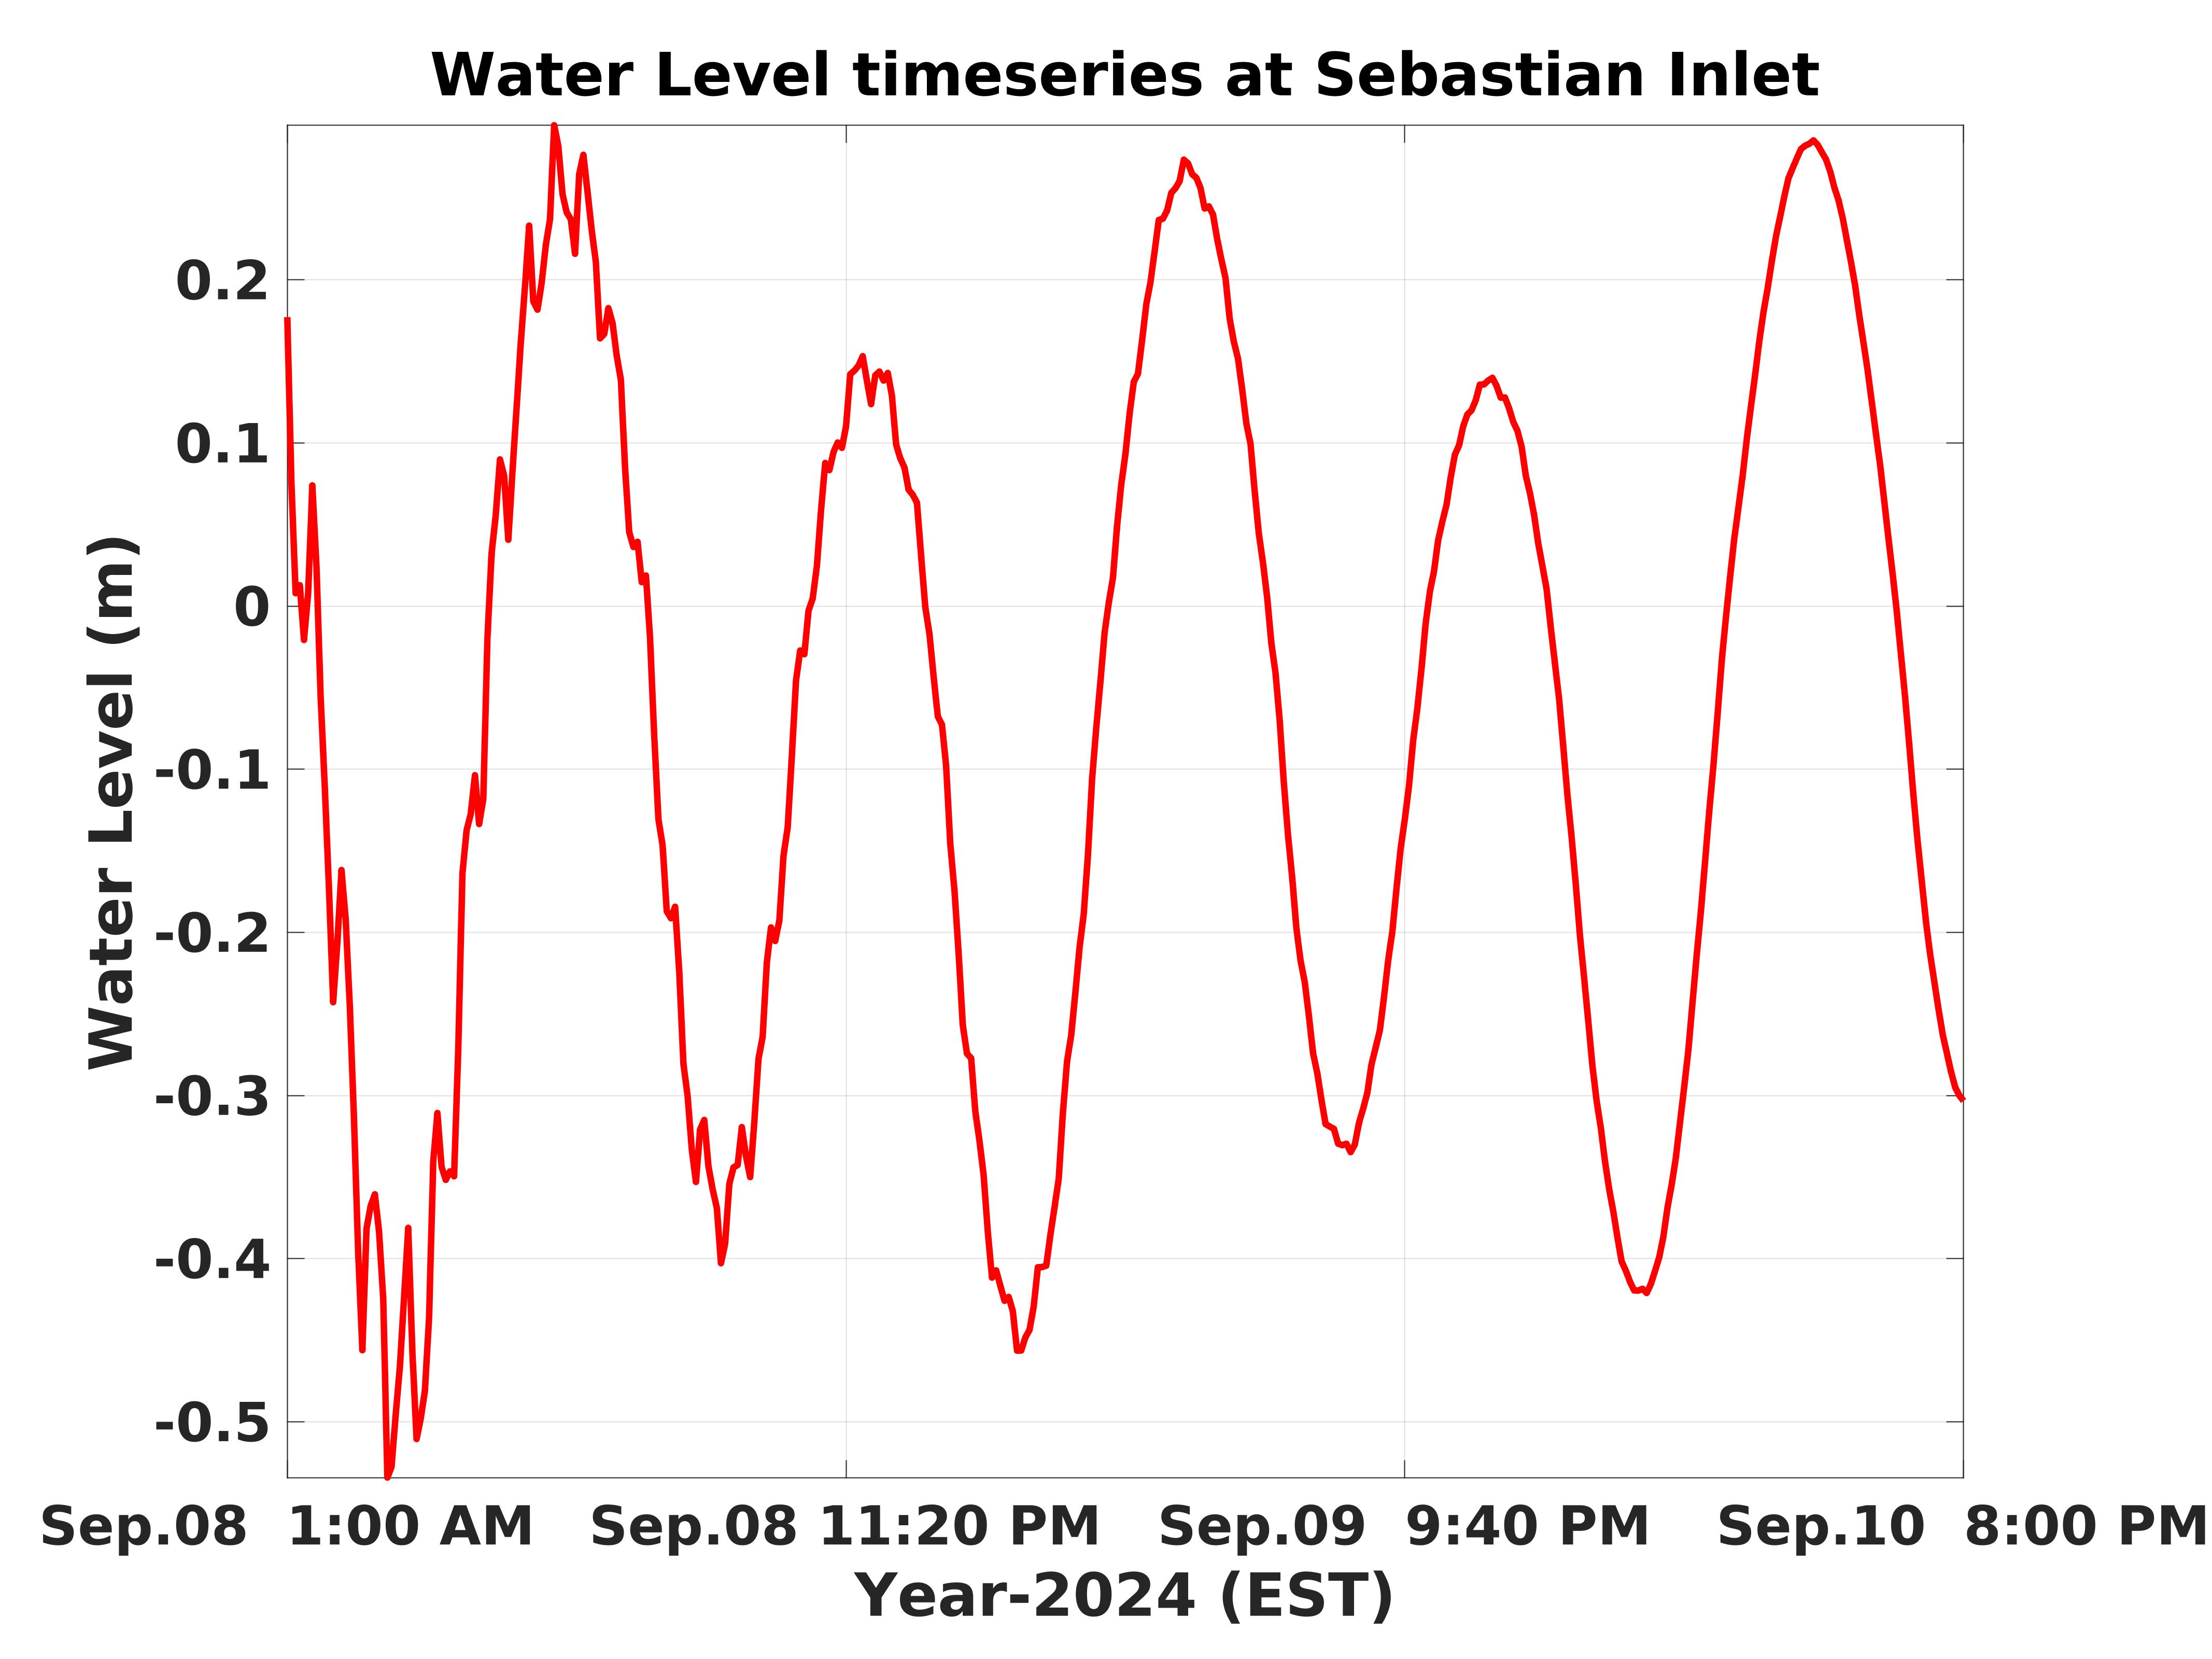 Water Level timeseries at Sebastian Inlet
Water Level (m)
0.2
0.1
0
-0.1
-0.2
-0.3
-0.4
-0.5
Sep.08 1:00 AM Sep.08 11:20 PM Sep.09 9:40 PM Sep.10 8:00 PM
Year-2024 (EST)